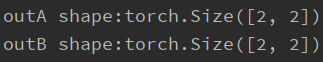 outA shape:torch.Size([2, 2])
outB shape:torch.Size([2, 2])